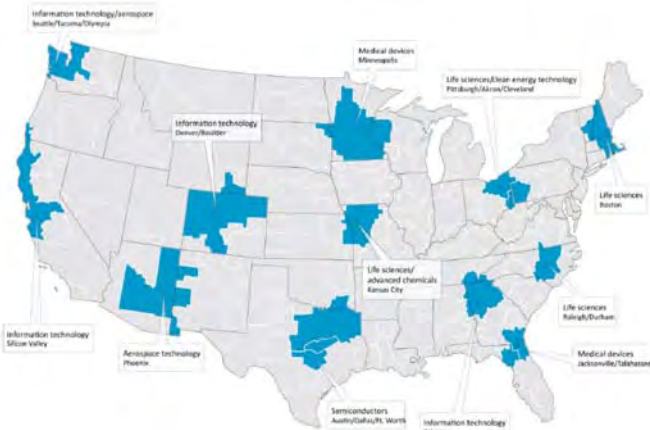 Information technology/aerospace
Seattle/Tacoma/Olympia
Medical devices
Minneapolis
Life sciences/clean energy technology
Pittsburgh/Akron/Cleveland
Information technology
Denver/Boulder
Life sciences
Boston
Life sciences/
advanced chemicals
Kansas City
Life sciences
Raleigh/Durham
Information technology
Silicon Valley
Aerospace technology
Phoenix
Medical devices
Jacksonville/Tallahassee
Semiconductors
Austin/Dallas/Ft. Worth
Information technology